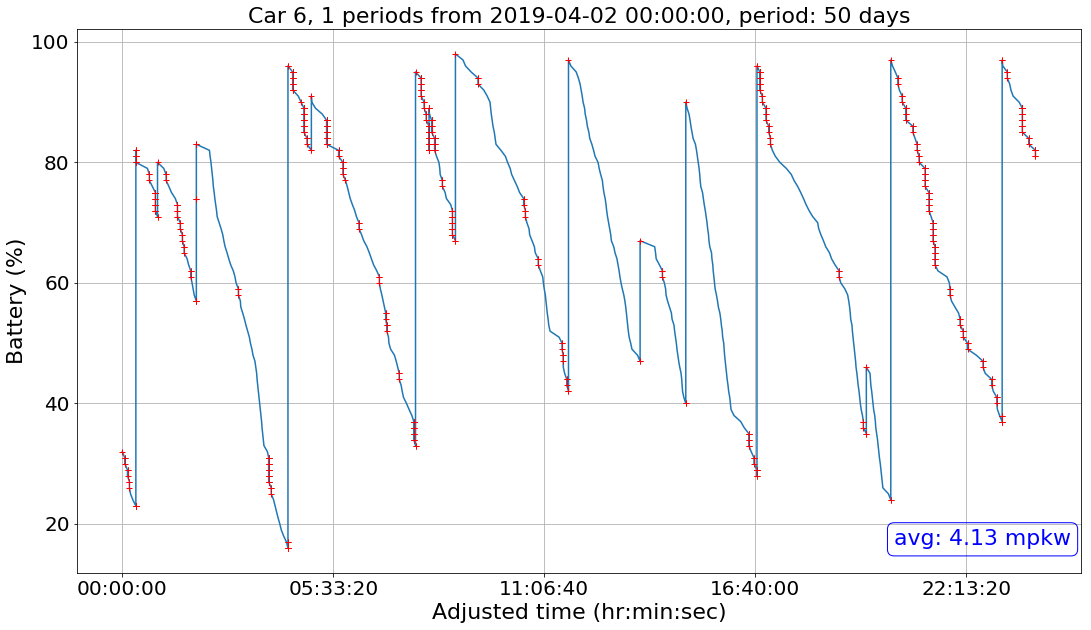 Car 6, 1 periods from 2019-04-02 00:00:00, period: 50 days
100
80
60
40
20
Battery (%)
avg: 4.13 mpkw
00:00:00 05:33:20 11:06:40 16:40:00 22:13:20
Adjusted time (hr:min:sec)